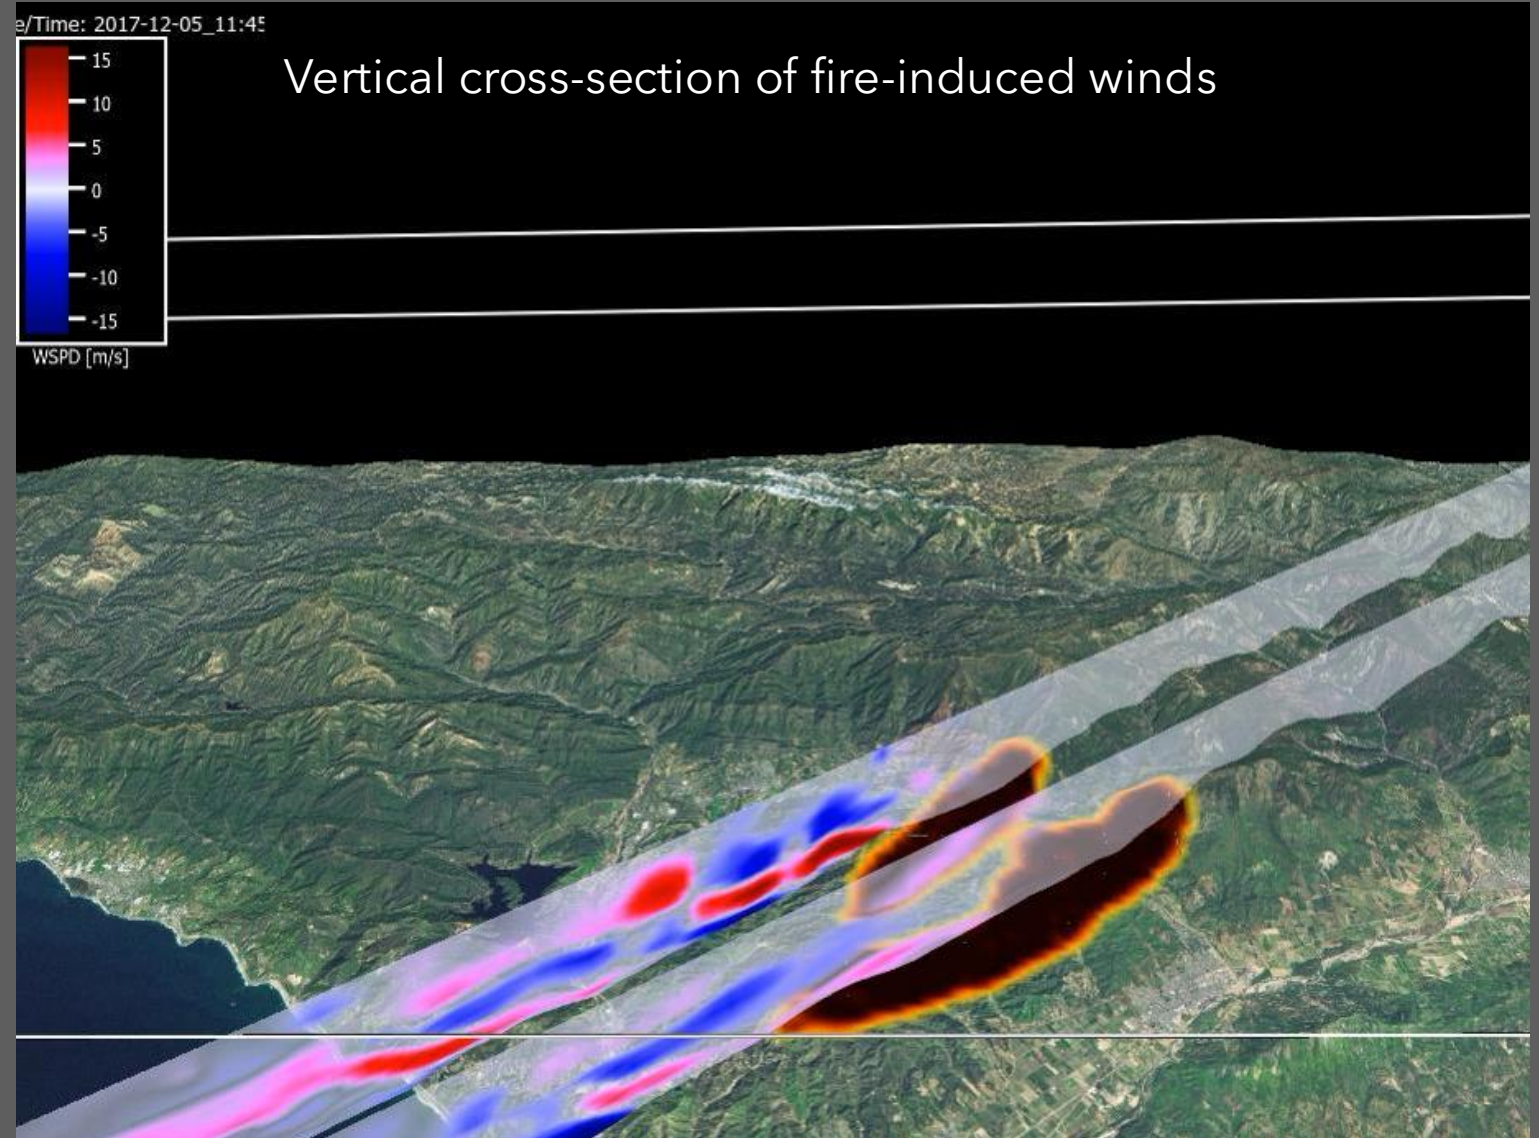 e/Time: 2017-12-05_11:45
Vertical cross-section of fire-induced winds
15
10
5
0
-5
-10
-15
WSPD [m/s]